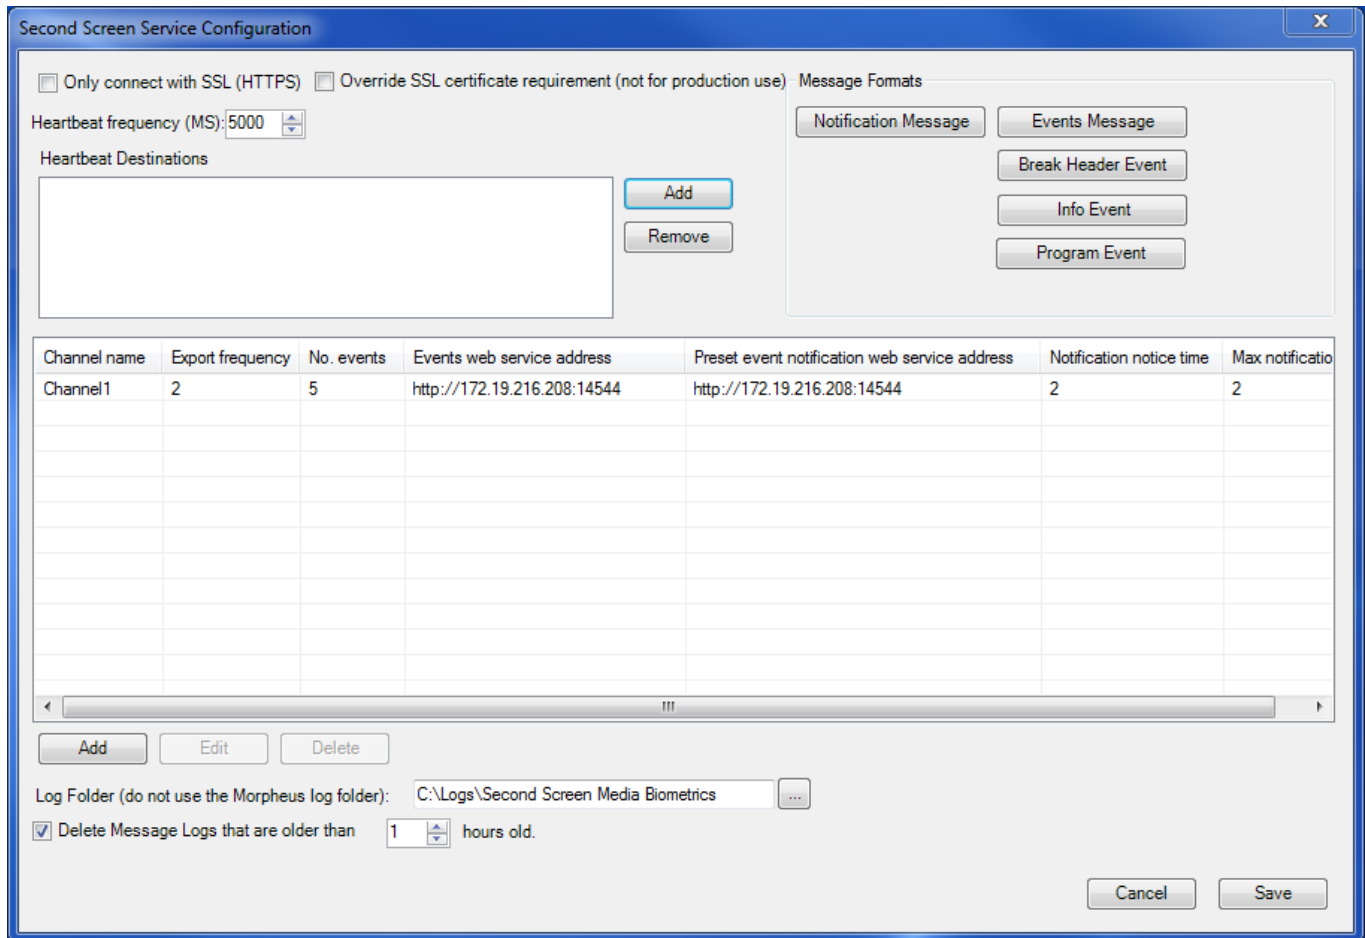 Second Screen Service Configuration
X
Only connect with SSL (HTTPS) Override SSL certificate requirement (not for production use) Message Formats
Heartbeat frequency (MS): 5000 Notification Message Events Message
Heartbeat Destinations Break Header Event
Add Info Event
Remove Program Event
Channel name Export frequency No. events Events web service address Preset event notification web service address Notification notice time Max notificatio
Channel1 2 5 http://172.19.216.208:14544 http://172.19.216.208:14544 2 2
Add Edit Delete
Log Folder (do not use the Morpheus log folder): C:\Logs\Second Screen Media Biometrics ...
Delete Message Logs that are older than 1 hours old.
Cancel Save